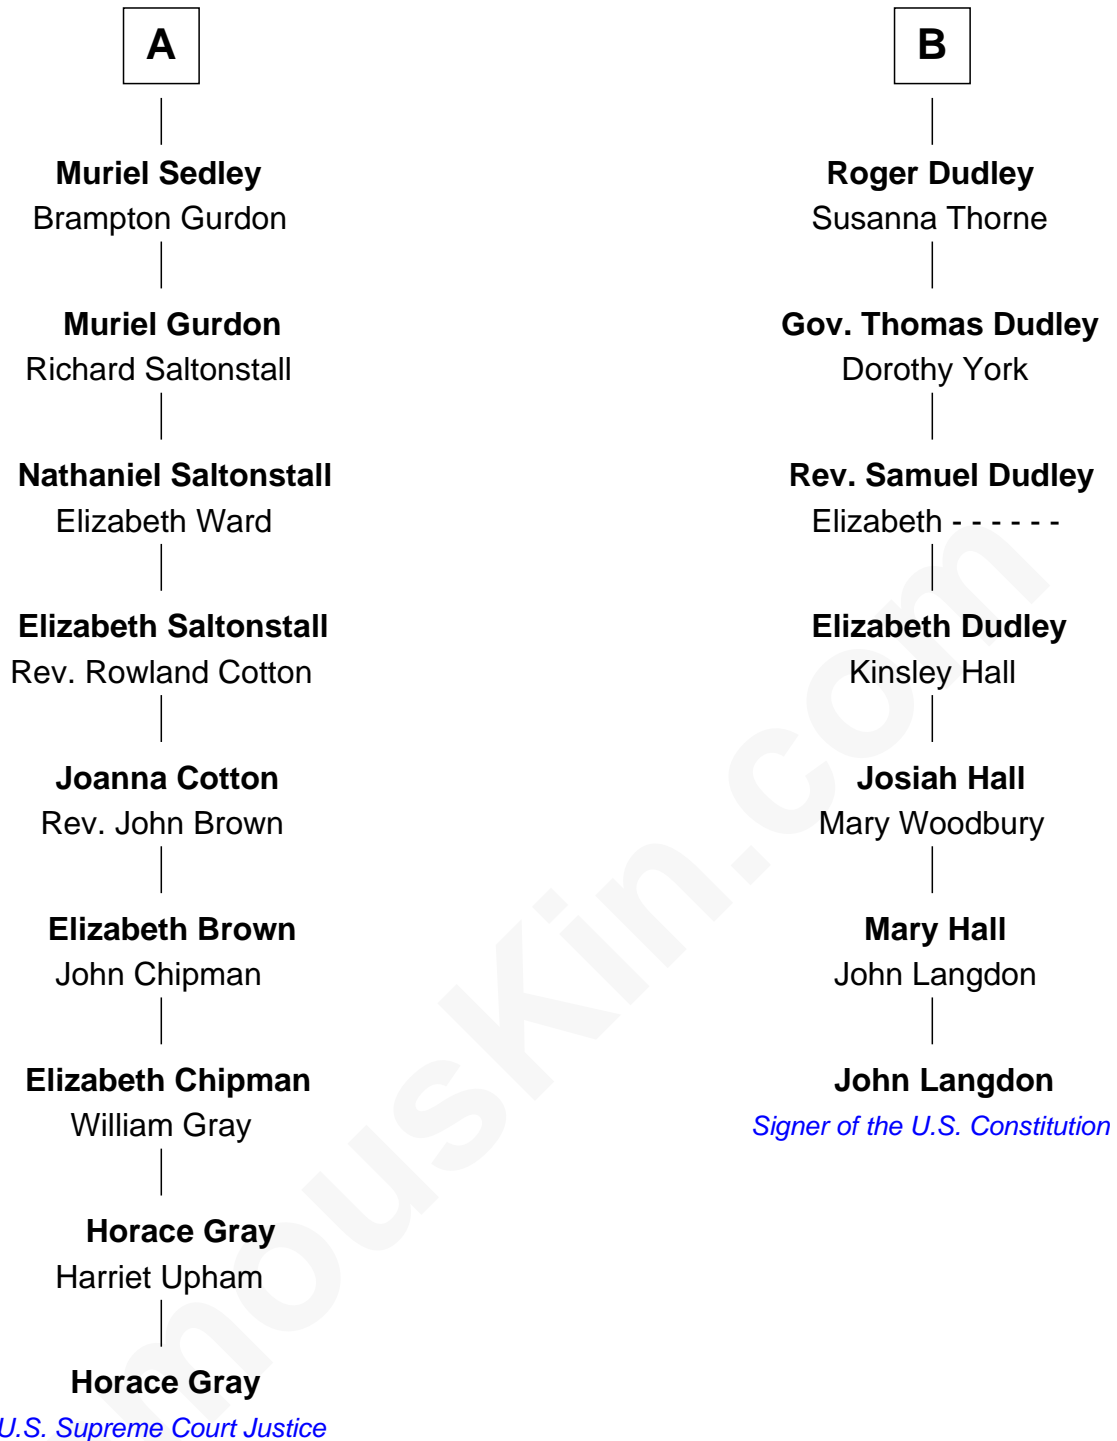 A
Muriel Sedley
Brampton Gurdon
Muriel Gurdon
Richard Saltonstall
Nathaniel Saltonstall
Elizabeth Ward
Elizabeth Saltonstall
Rev. Rowland Cotton
Joanna Cotton
Rev. John Brown
Elizabeth Brown
John Chipman
Elizabeth Chipman
William Gray
Horace Gray
Harriet Upham
Horace Gray
U.S. Supreme Court Justice
B
Roger Dudley
Susanna Thorne
Gov. Thomas Dudley
Dorothy York
Rev. Samuel Dudley
Elizabeth - - - - - -
Elizabeth Dudley
Kinsley Hall
Josiah Hall
Mary Woodbury
Mary Hall
John Langdon
John Langdon
Signer of the U.S. Constitution
mousKin.com